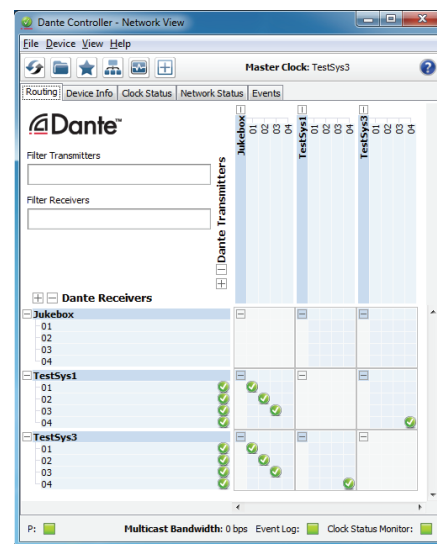 Dante Controller - Network View
File Device View Help
Master Clock: TestSys3
Routing Device Info Clock Status Network Status Events
Dante™
Filter Transmitters
Filter Receivers
Dante Transmitters
Jukebox
01
02
03
04
TestSys1
01
02
03
04
TestSys3
01
02
03
04
Dante Receivers
Jukebox
01
02
03
04
TestSys1
01
02
03
04
TestSys3
01
02
03
04
P: Multicast Bandwidth: 0 bps Event Log: Clock Status Monitor: